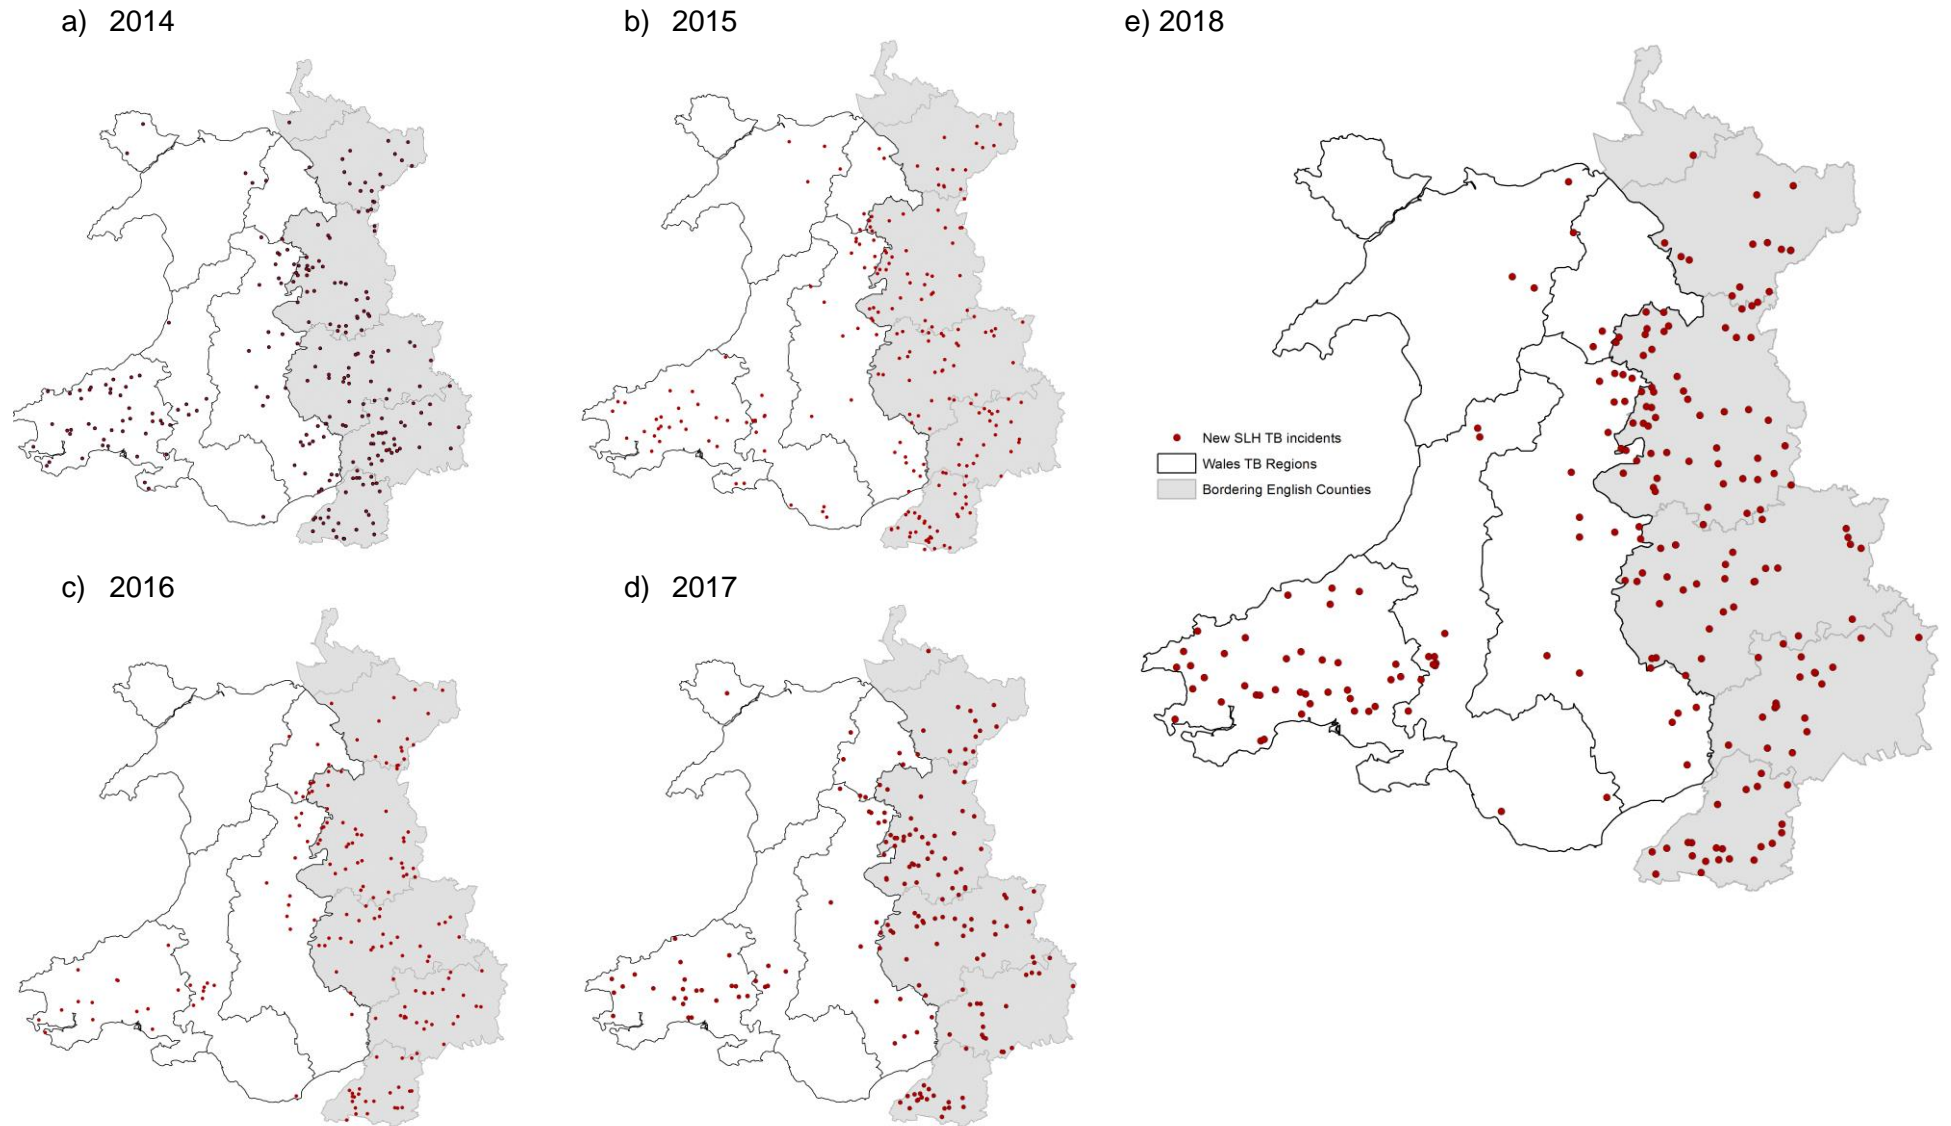 a) 2014
b) 2015
e) 2018
New SLH TB incidents
Wales TB Regions
Bordering English Counties
c) 2016
d) 2017